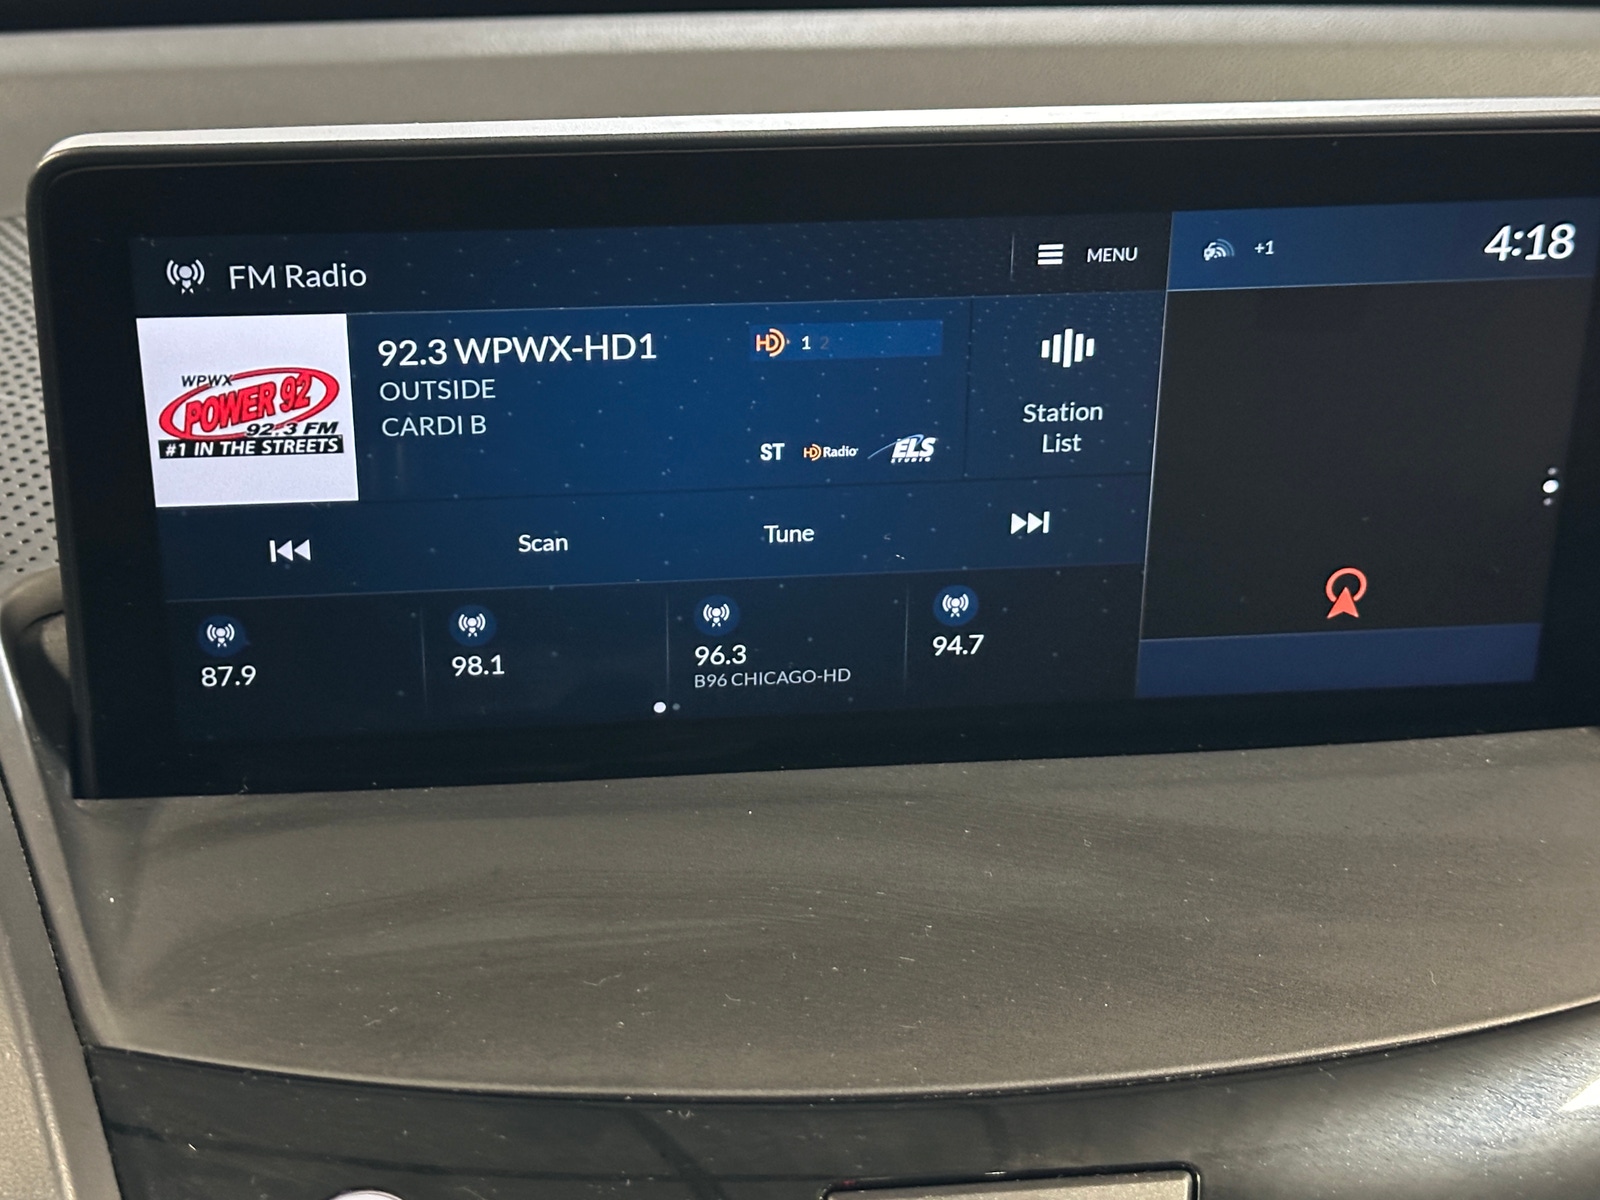 FM Radio
MENU
+1
4:18
WPWX
POWER 92
92.3 FM
#1 IN THE STREETS
92.3 WPWX-HD1
OUTSIDE
CARDI B
HD 1 2
ST HD Radio ELS STUDIO
Station
List
Scan
Tune
87.9
98.1
96.3
B96 CHICAGO-HD
94.7